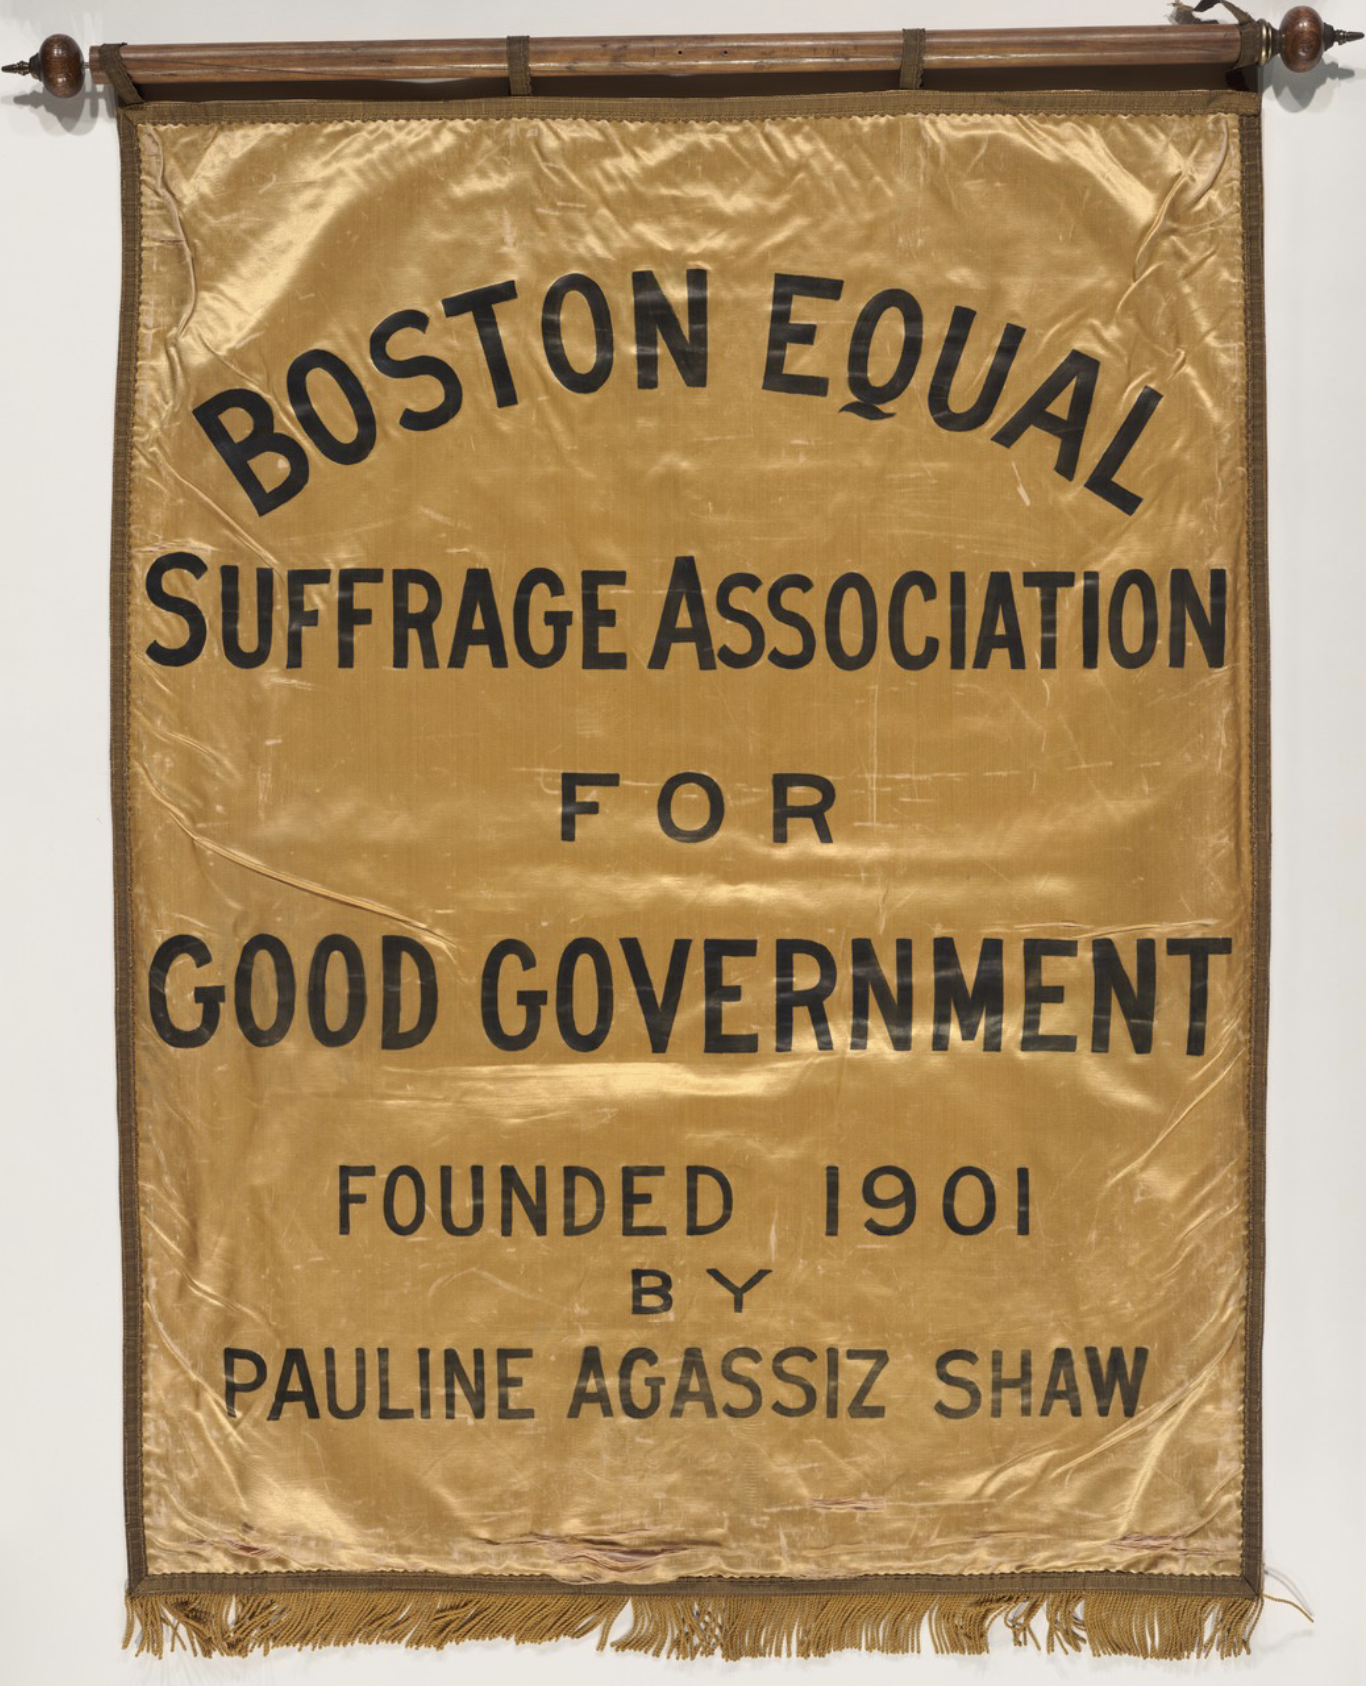 BOSTON EQUAL
SUFFRAGE ASSOCIATION
FOR
GOOD GOVERNMENT
FOUNDED 1901
BY
PAULINE AGASSIZ SHAW